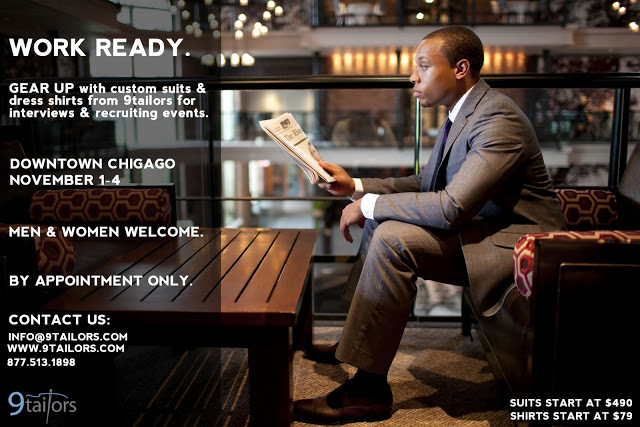 WORK READY.
GEAR UP with custom suits &
dress shirts from 9tailors for
interviews & recruiting events.
DOWNTOWN CHIGAGO
NOVEMBER 1-4
MEN & WOMEN WELCOME.
BY APPOINTMENT ONLY.
CONTACT US:
INFO@9TAILORS.COM
WWW.9TAILORS.COM
877.513.1898
9tailors
SUITS START AT $490
SHIRTS START AT $79